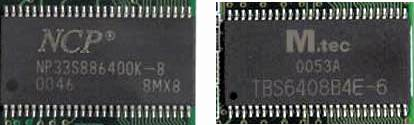 NCP®
NP33S886400K-8
0046 8MX8
M.tec
0053A
TBS6408B4E-6